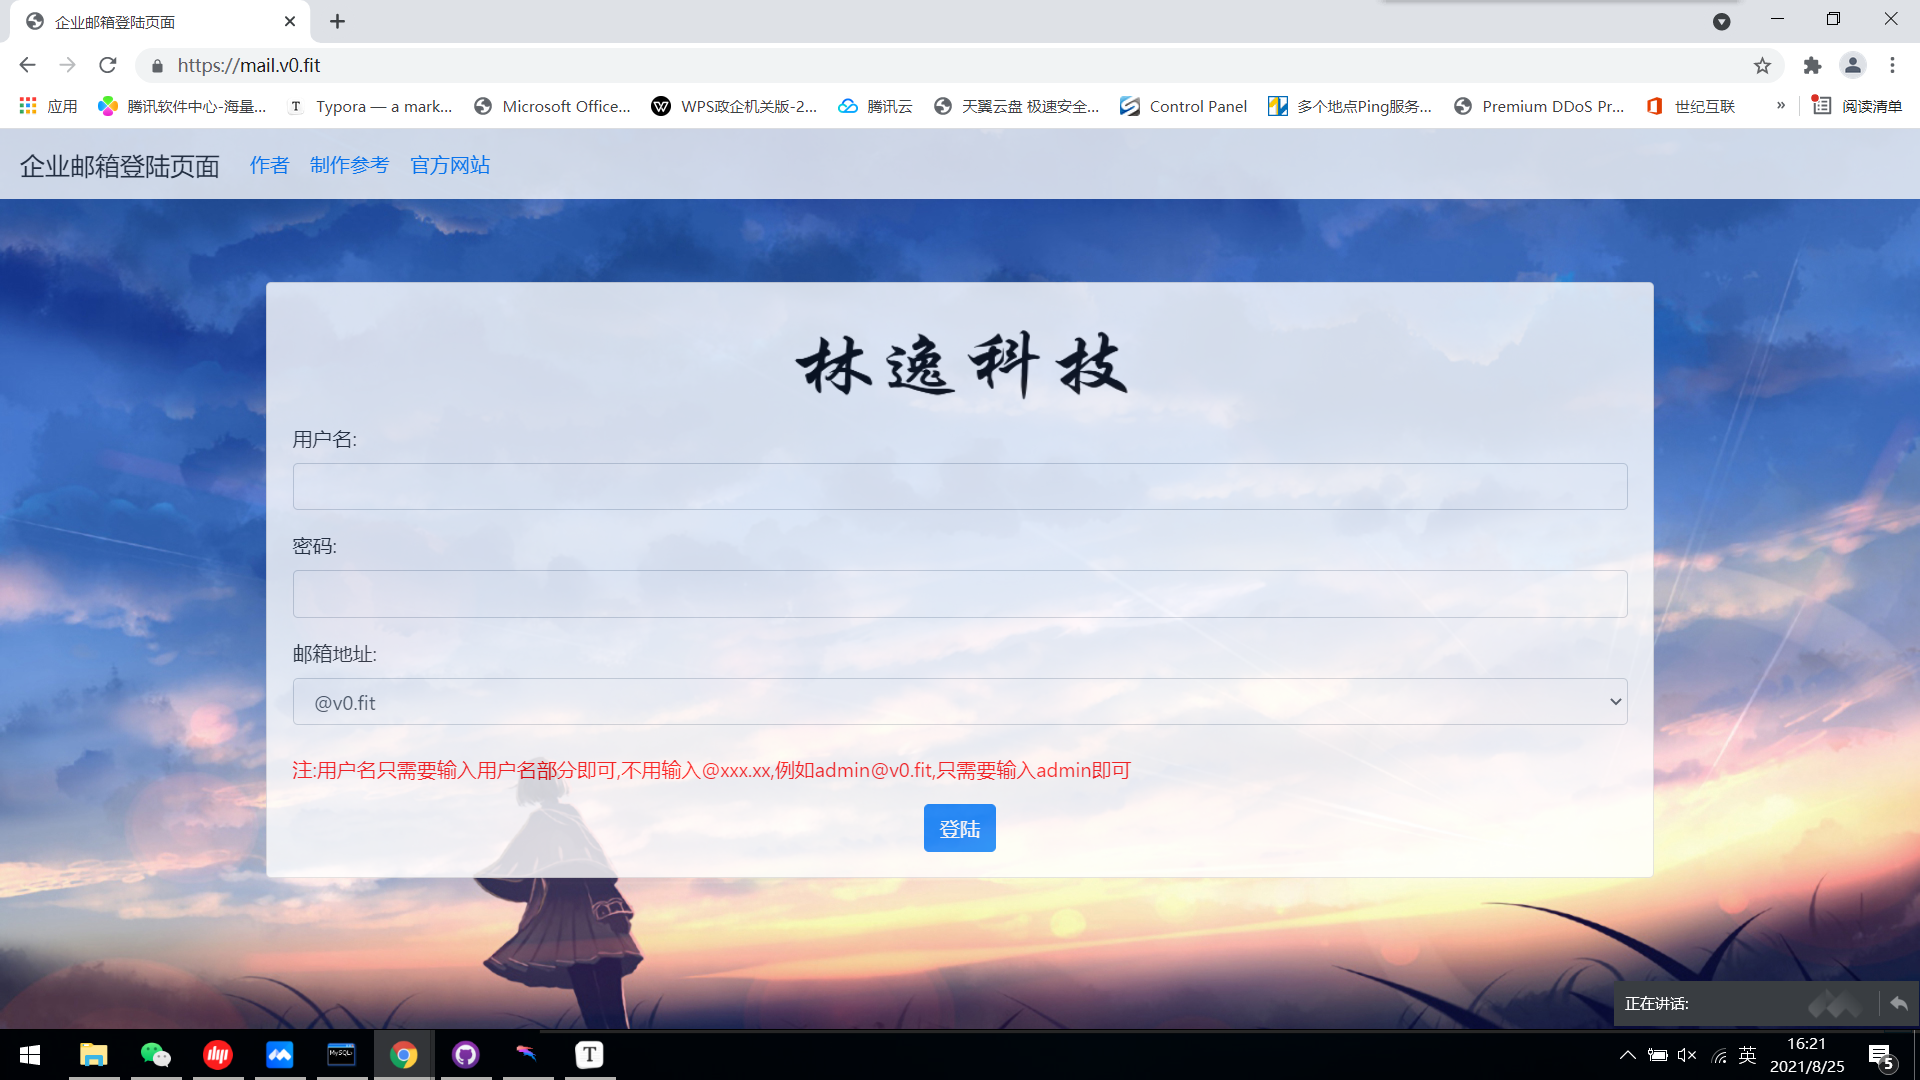 企业邮箱登陆页面
https://mail.v0.fit
应用 腾讯软件中心-海量... Typora — a mark... Microsoft Office... WPS政企机关版-2... 腾讯云 天翼云盘 极速安全... Control Panel 多个地点Ping服务... Premium DDoS Pr... 世纪互联 » 阅读清单
企业邮箱登陆页面 作者 制作参考 官方网站
林逸科技
用户名:
密码:
邮箱地址:
@v0.fit
注:用户名只需要输入用户名部分即可,不用输入@xxx.xx,例如admin@v0.fit,只需要输入admin即可
登陆
正在讲话:
英 16:21
2021/8/25
5